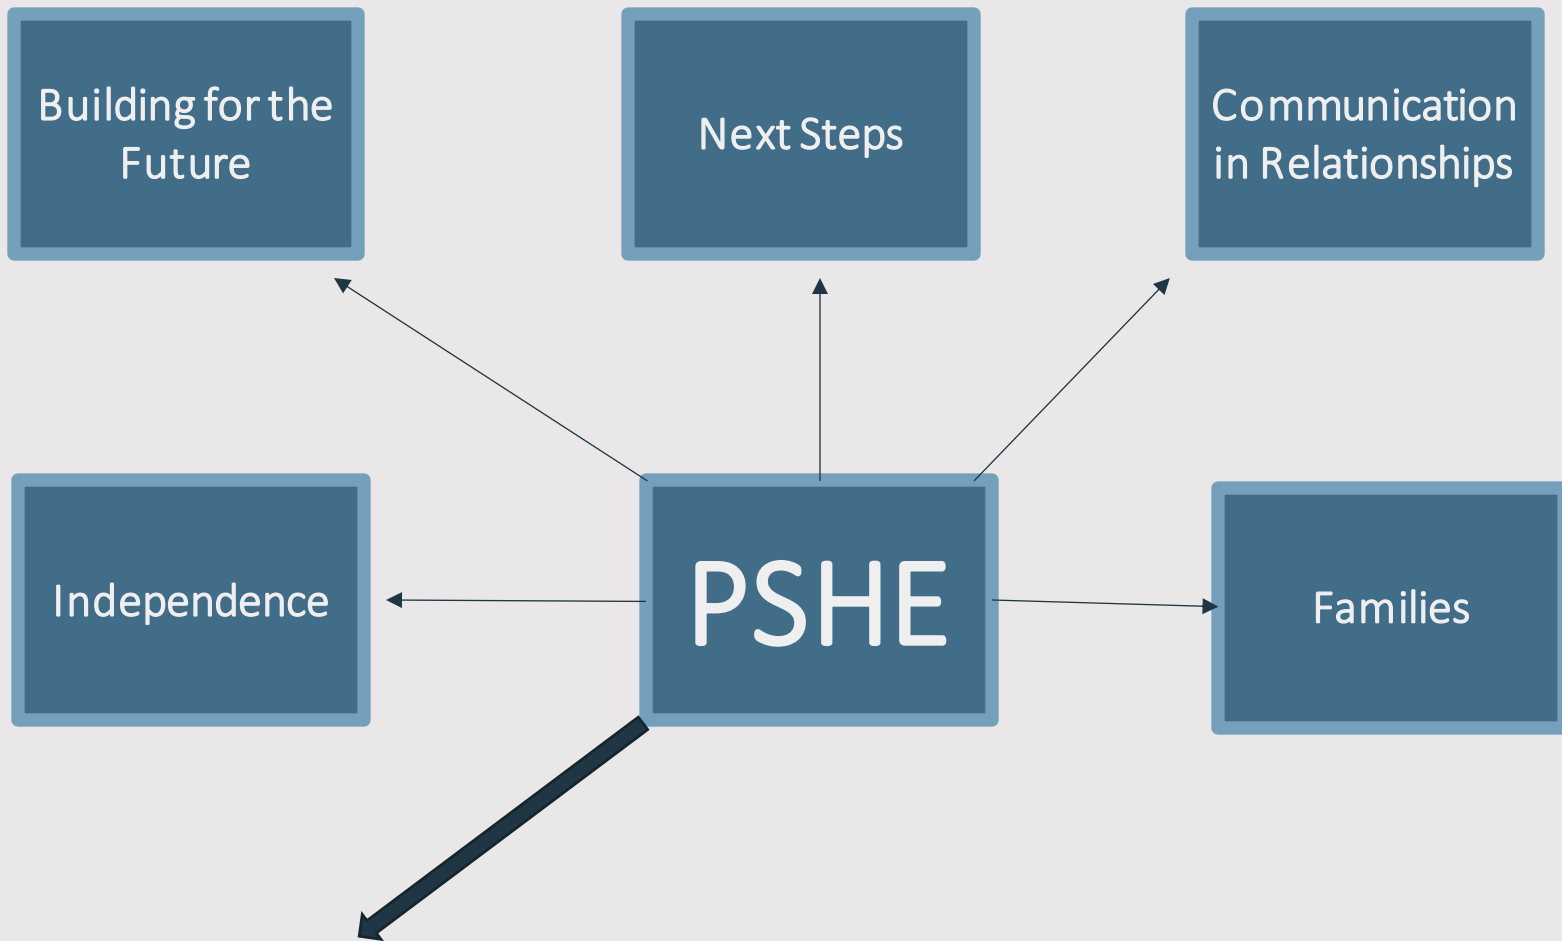 Building for the
Future
Next Steps
Communication
in Relationships
Independence
PSHE
Families